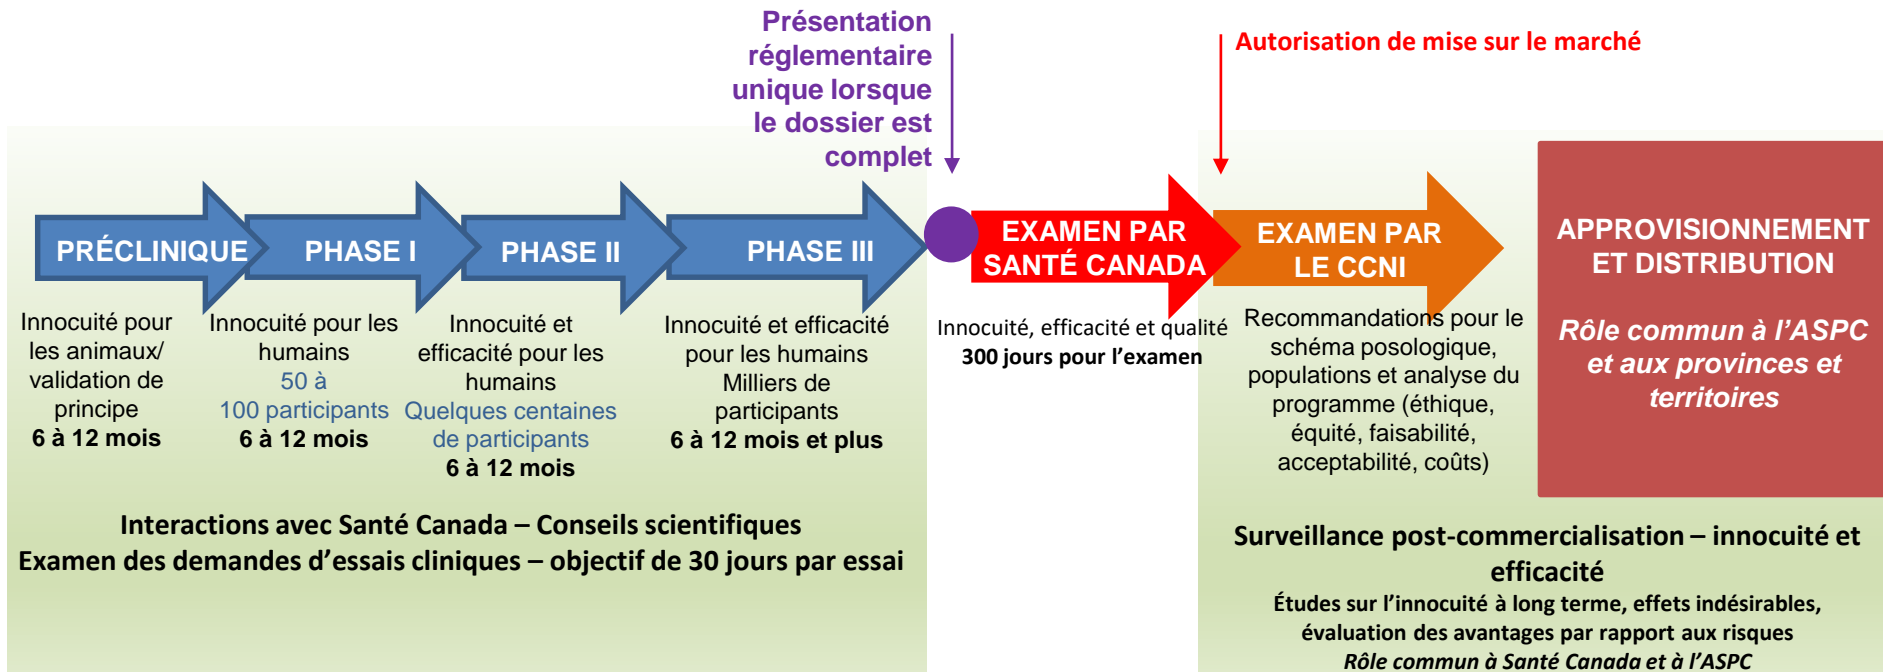 Présentation
réglementaire
unique lorsque
le dossier est
complet
Autorisation de mise sur le marché
PRÉCLINIQUE
PHASE I
PHASE II
PHASE III
EXAMEN PAR
SANTÉ CANADA
EXAMEN PAR
LE CCNI
APPROVISIONNEMENT
ET DISTRIBUTION
Rôle commun à l’ASPC
et aux provinces et
territoires
Innocuité pour
les animaux/
validation de
principe
6 à 12 mois
Innocuité pour les
humains
50 à
100 participants
6 à 12 mois
Innocuité et
efficacité pour les
humains
Quelques centaines
de participants
6 à 12 mois
Innocuité et efficacité
pour les humains
Milliers de
participants
6 à 12 mois et plus
Innocuité, efficacité et qualité
300 jours pour l’examen
Recommandations pour le
schéma posologique,
populations et analyse du
programme (éthique,
équité, faisabilité,
acceptabilité, coûts)
Interactions avec Santé Canada – Conseils scientifiques
Examen des demandes d’essais cliniques – objectif de 30 jours par essai
Surveillance post-commercialisation – innocuité et
efficacité
Études sur l’innocuité à long terme, effets indésirables,
évaluation des avantages par rapport aux risques
Rôle commun à Santé Canada et à l’ASPC